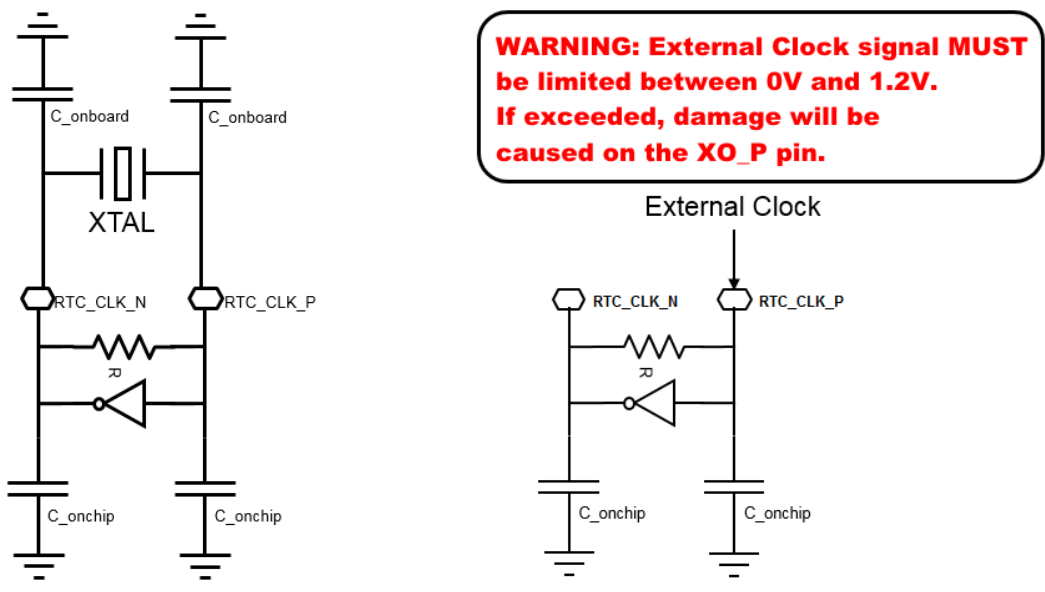 WARNING: External Clock signal MUST
be limited between 0V and 1.2V.
If exceeded, damage will be
caused on the XO_P pin.
C_onboard
C_onboard
XTAL
External Clock
RTC_CLK_N
RTC_CLK_P
RTC_CLK_N
RTC_CLK_P
R
R
C_onchip
C_onchip
C_onchip
C_onchip